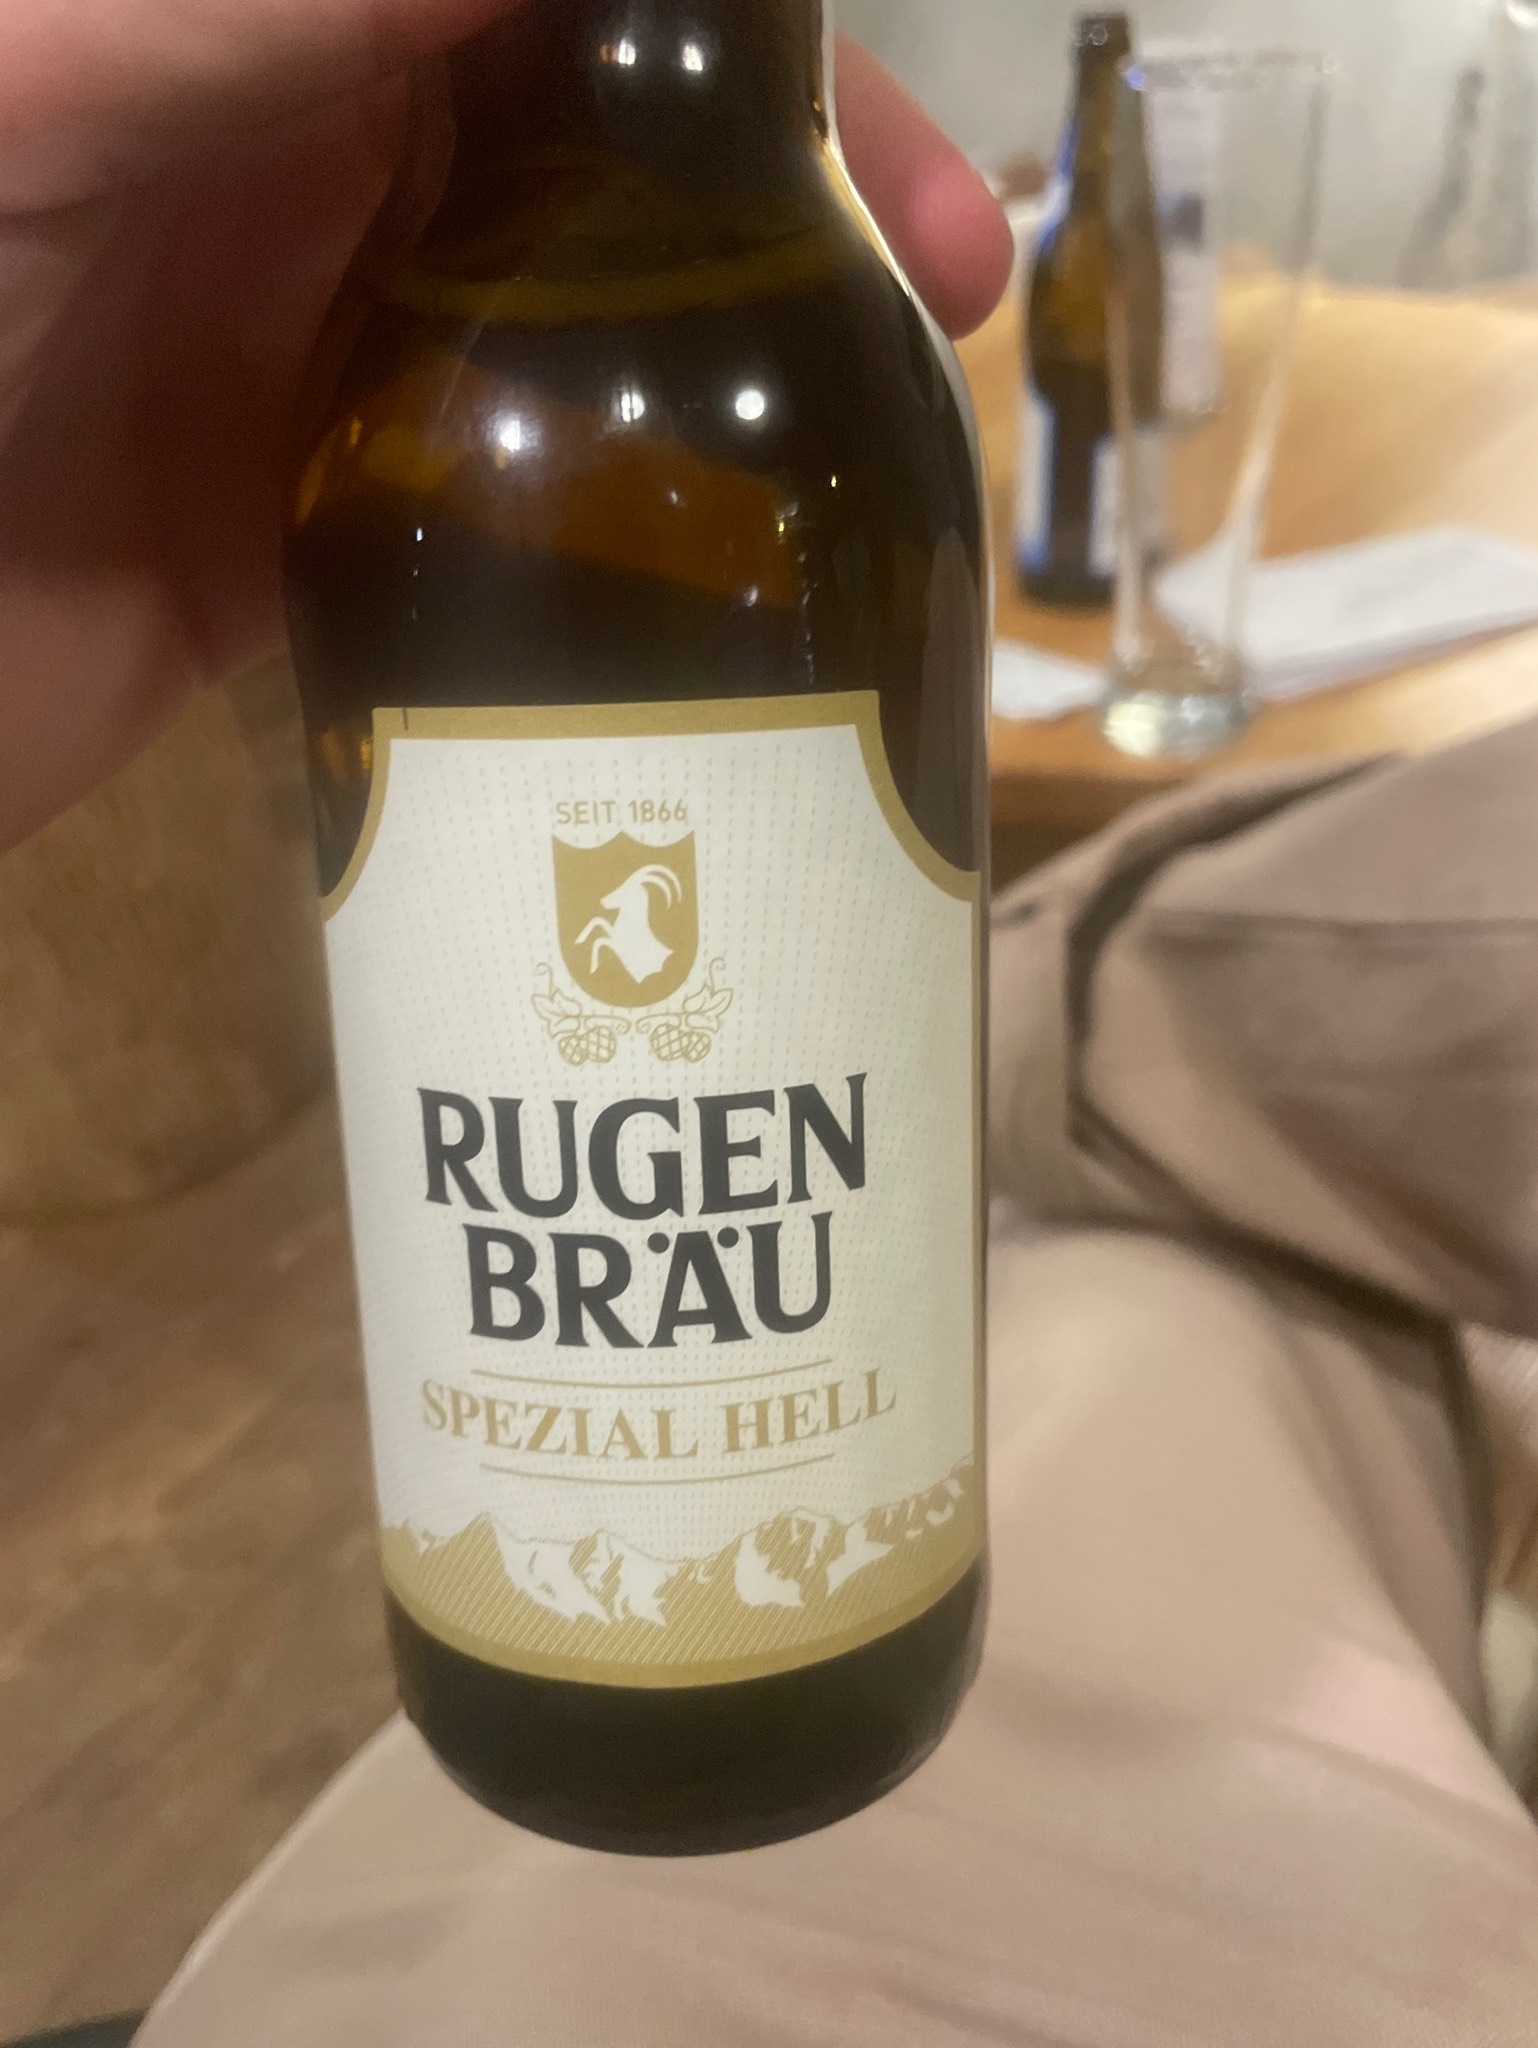 SEIT 1866
RUGEN
BRÄU
SPEZIAL HELL